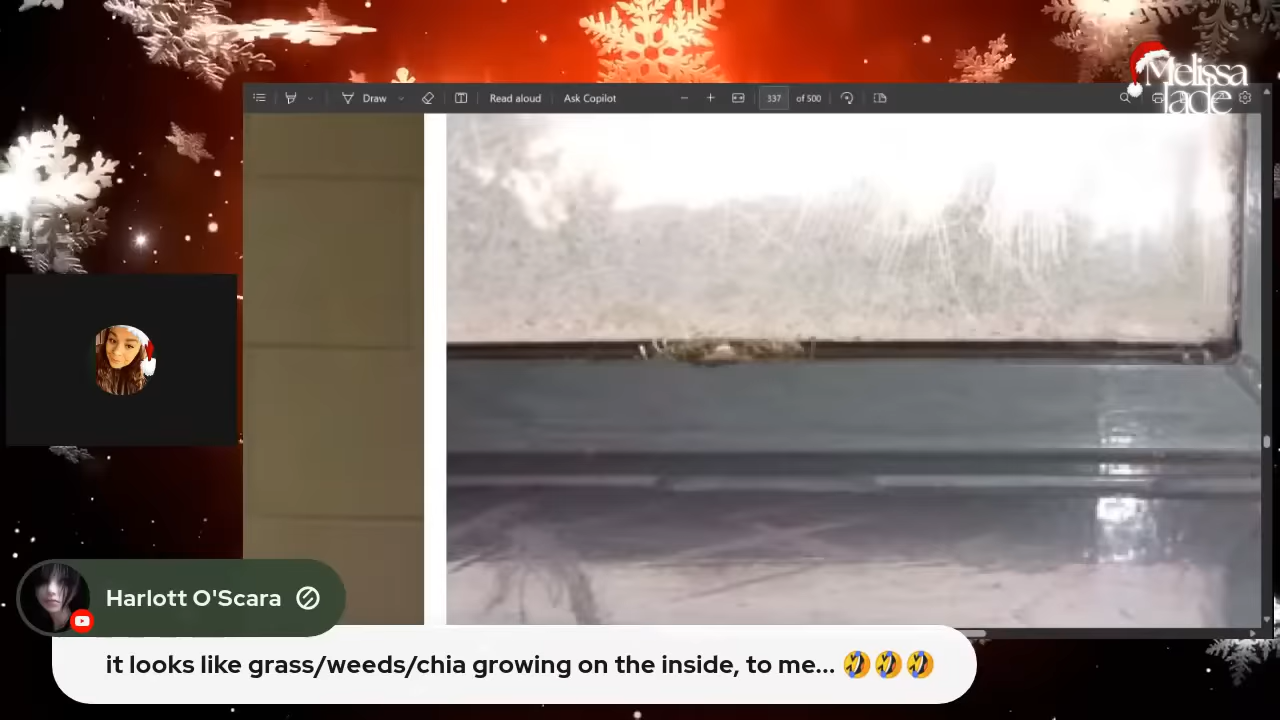 Melissa
Jade
Draw
Read aloud
Ask Copilot
337
of 500
Harlott O'Scara
it looks like grass/weeds/chia growing on the inside, to me... 🤣🤣🤣